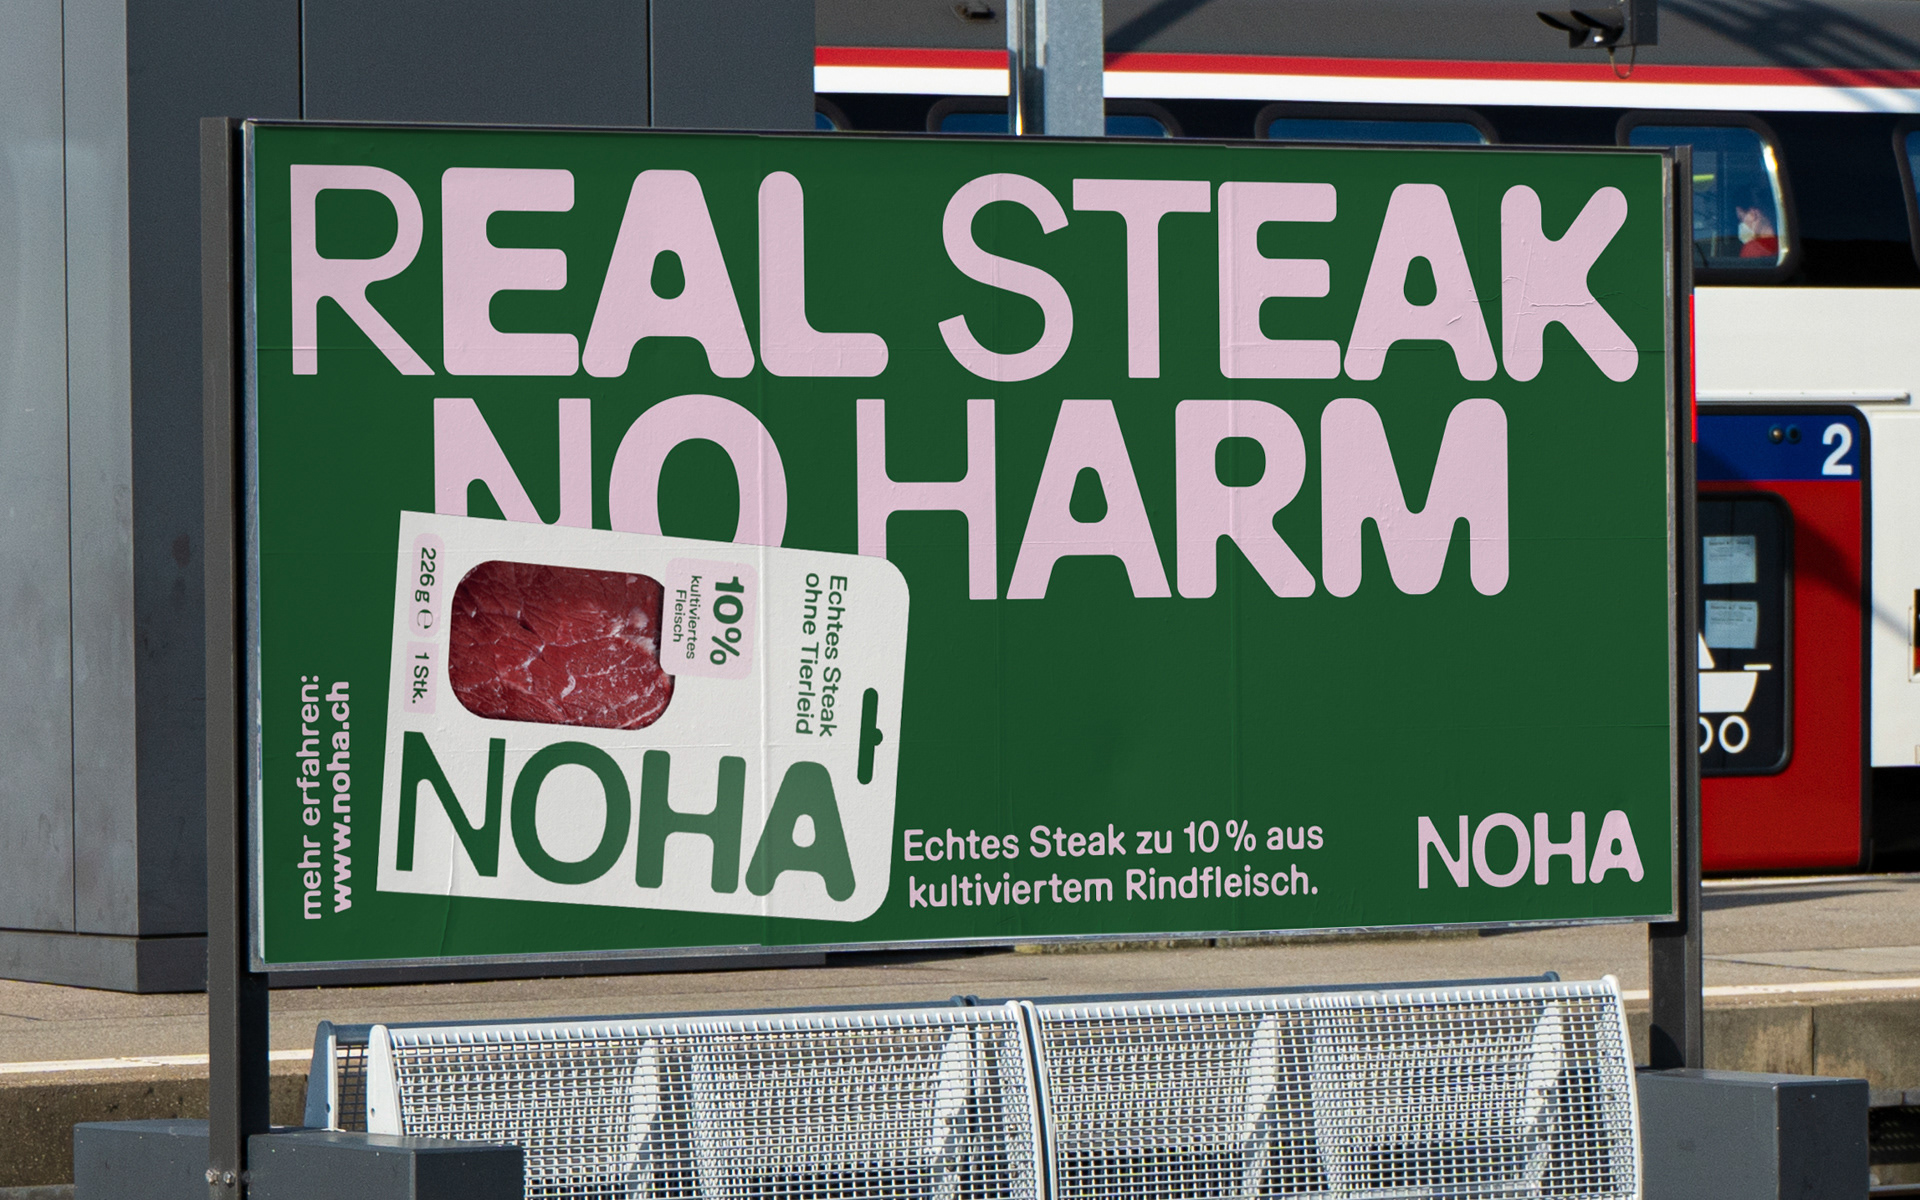 REAL STEAK
NO HARM
226 g ℮ 1 Stk.
10%
kultiviertes
Fleisch
Echtes Steak
ohne Tierleid
NOHA
mehr erfahren:
www.noha.ch
Echtes Steak zu 10 % aus
kultiviertem Rindfleisch.
NOHA
2